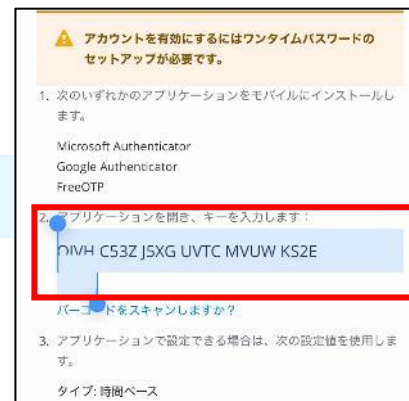 アカウントを有効にするにはワンタイムパスワードの
セットアップが必要です。
1. 次のいずれかのアプリケーションをモバイルにインストールし
ます。
Microsoft Authenticator
Google Authenticator
FreeOTP
2. アプリケーションを開き、キーを入力します：
C53Z J5XG UVTC MVUW KS2E
バーコードをスキャンしますか？
3. アプリケーションで設定できる場合は、次の設定値を使用しま
す。
タイプ: 時間ベース